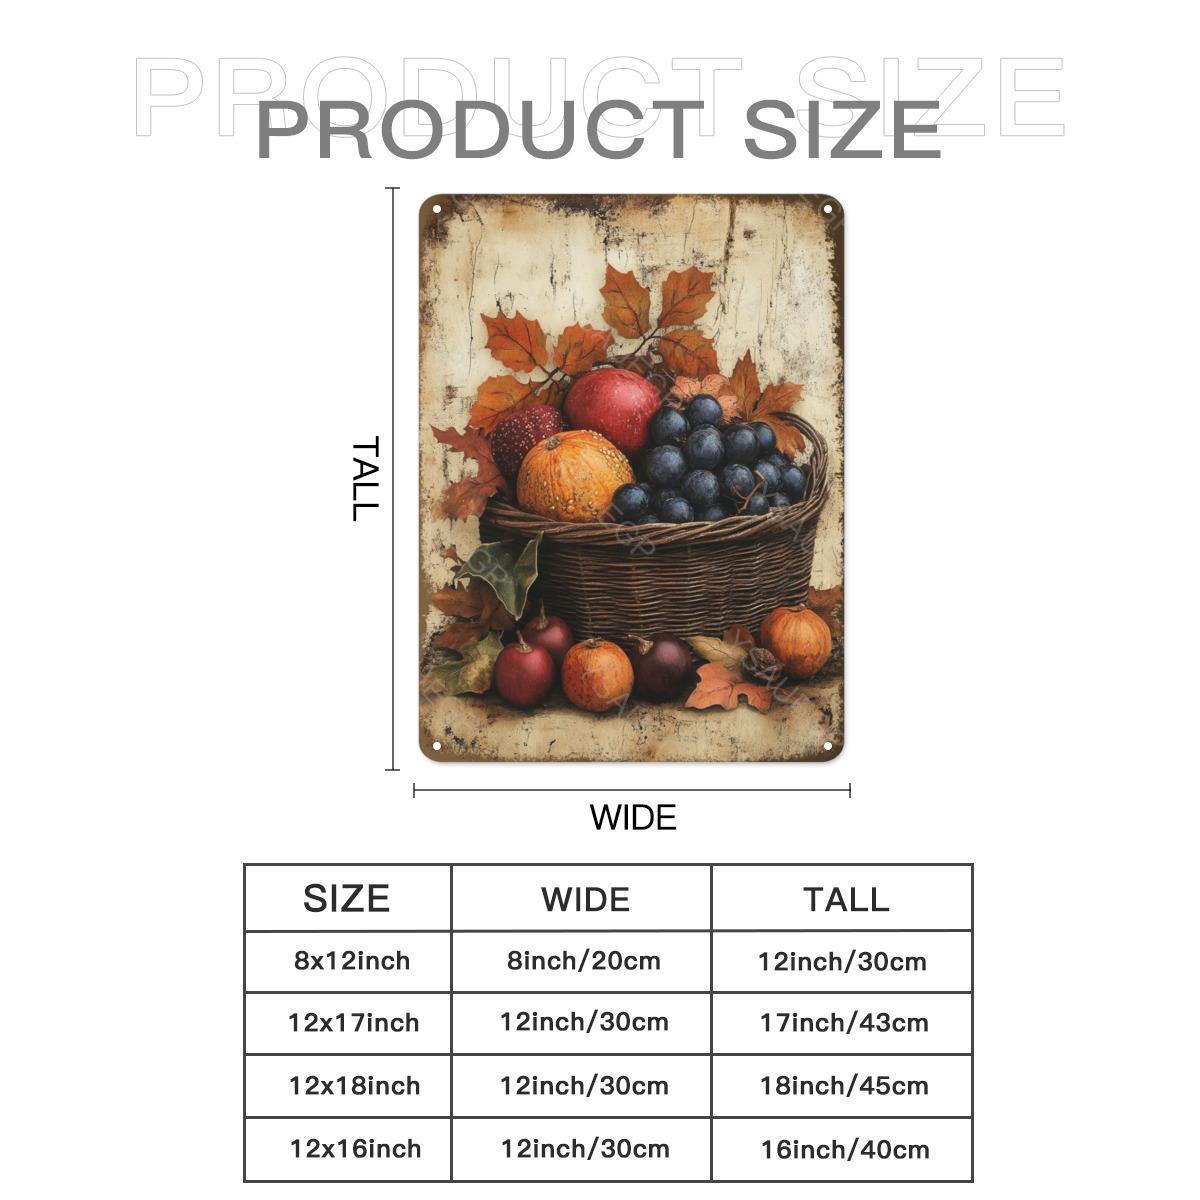 PRODUCT SIZE
PRODUCT SIZE
TALL
WIDE
SIZE WIDE TALL
8x12inch 8inch/20cm 12inch/30cm
12x17inch 12inch/30cm 17inch/43cm
12x18inch 12inch/30cm 18inch/45cm
12x16inch 12inch/30cm 16inch/40cm